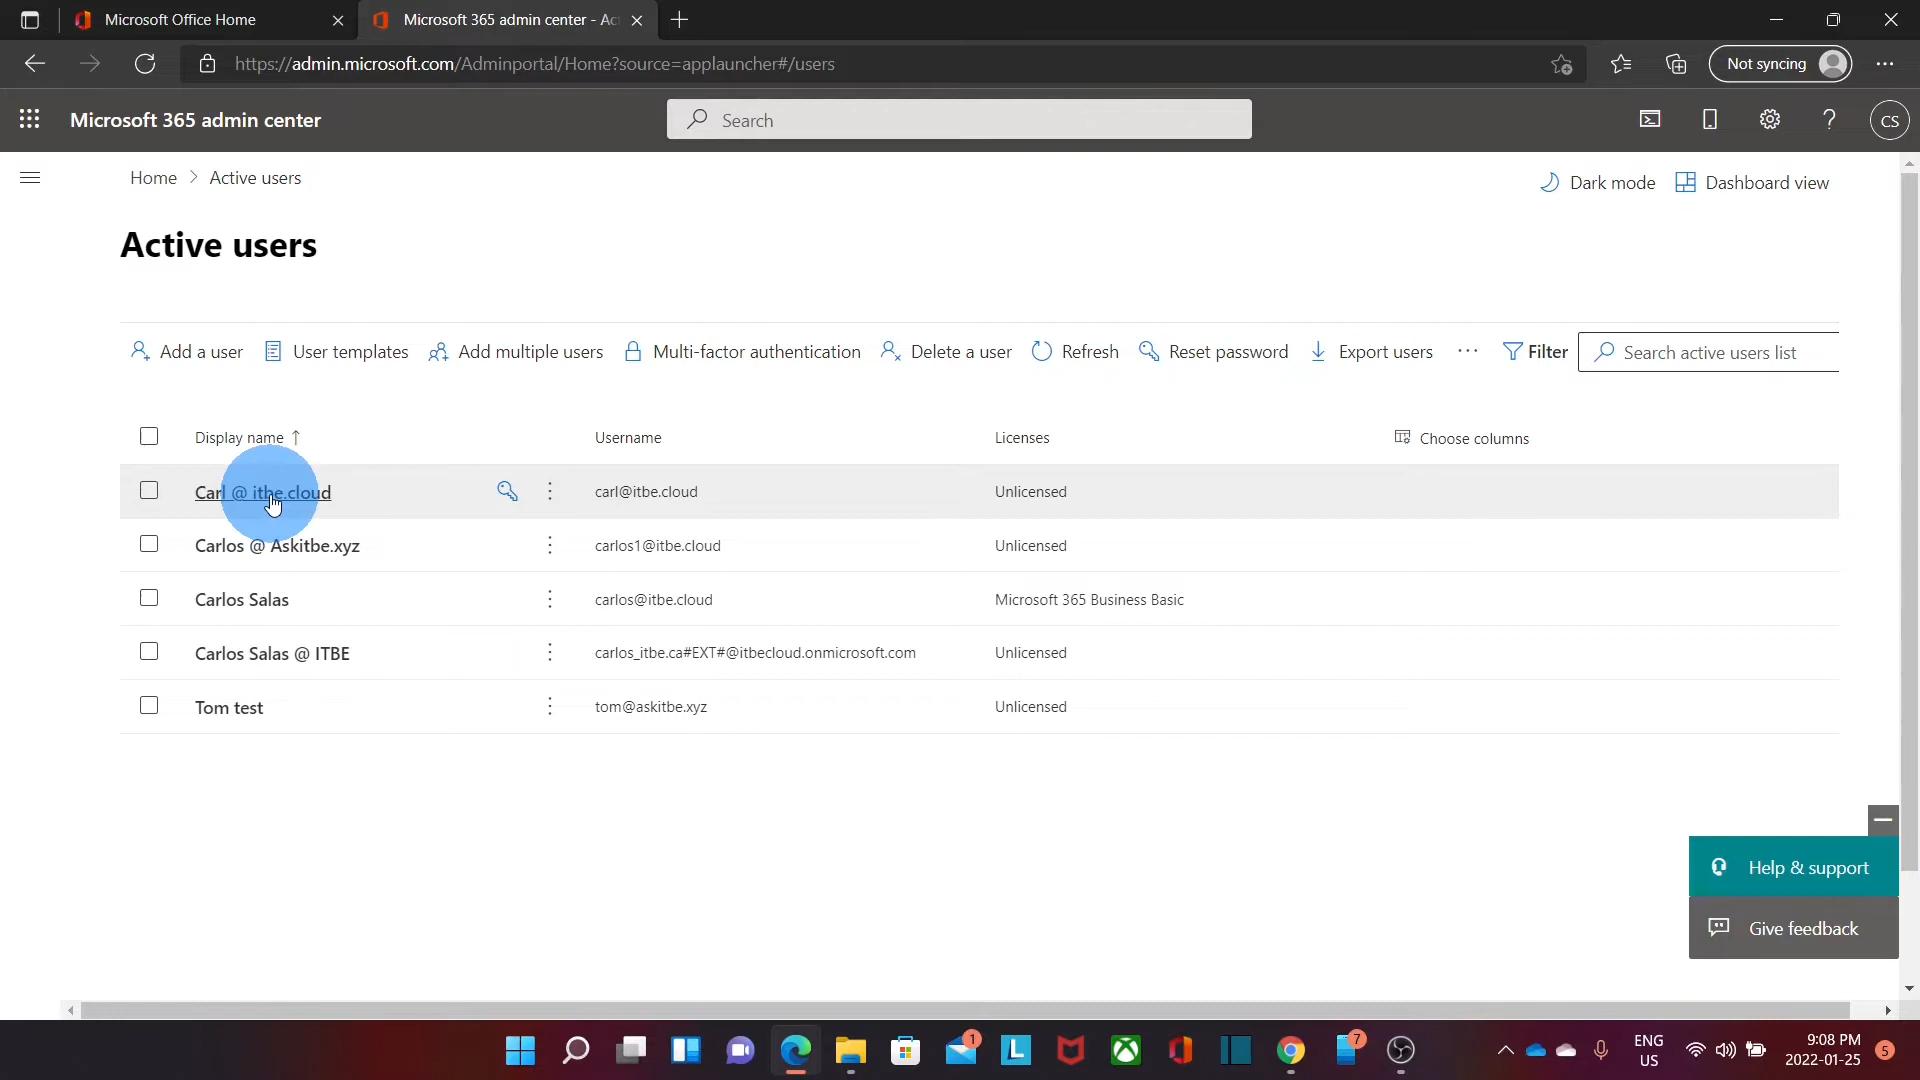 Microsoft Office Home
Microsoft 365 admin center - Ac
https://admin.microsoft.com/Adminportal/Home?source=applauncher#/users
Not syncing
Microsoft 365 admin center
Search
CS
Home > Active users
Dark mode
Dashboard view
Active users
Add a user
User templates
Add multiple users
Multi-factor authentication
Delete a user
Refresh
Reset password
Export users
Filter
Search active users list
Display name ↑
Username
Licenses
Choose columns
Carl @ itbe.cloud
carl@itbe.cloud
Unlicensed
Carlos @ Askitbe.xyz
carlos1@itbe.cloud
Unlicensed
Carlos Salas
carlos@itbe.cloud
Microsoft 365 Business Basic
Carlos Salas @ ITBE
carlos_itbe.ca#EXT#@itbecloud.onmicrosoft.com
Unlicensed
Tom test
tom@askitbe.xyz
Unlicensed
Help & support
Give feedback
1
L
7
ENG
US
9:08 PM
2022-01-25
5